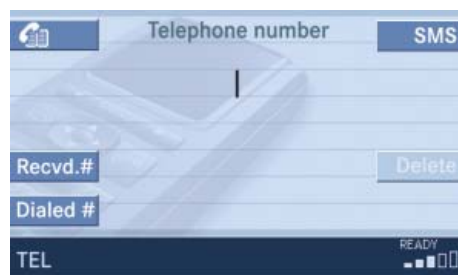 Telephone number
SMS
Recvd.#
Delete
Dialed #
READY
TEL